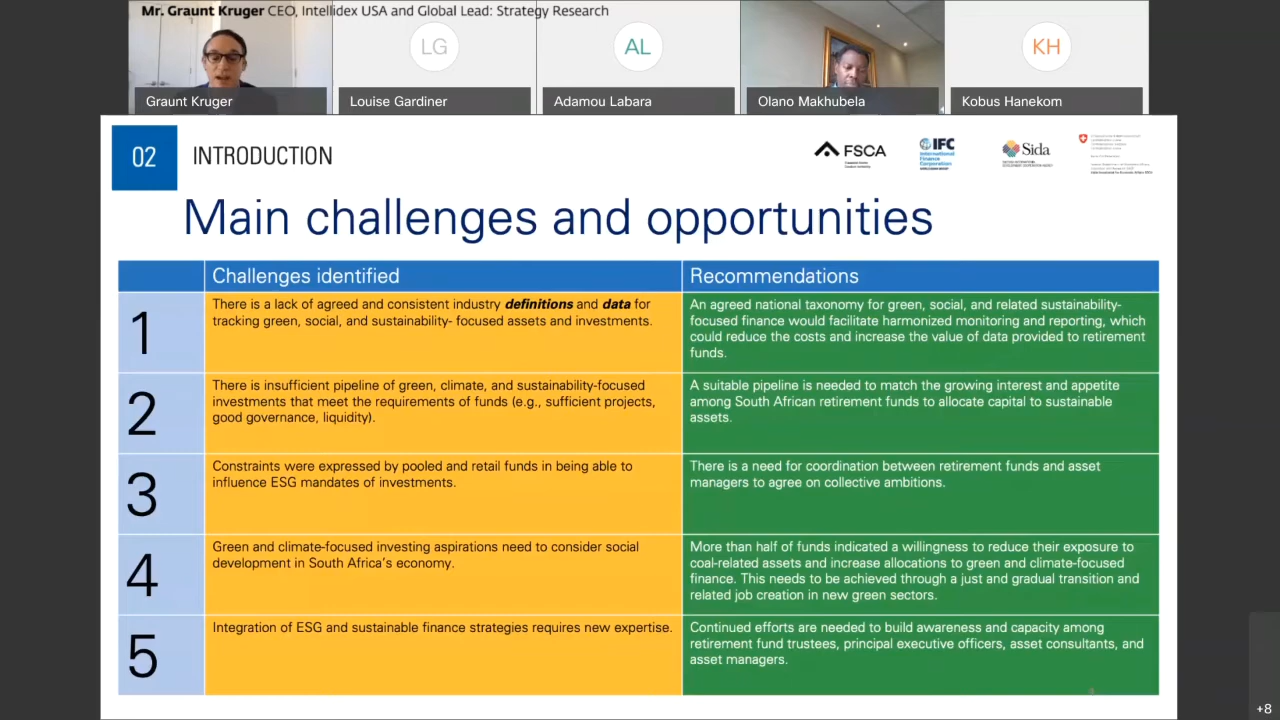 Mr. Graunt Kruger CEO, Intellidex USA and Global Lead: Strategy Research
LG
AL
KH
Graunt Kruger
Louise Gardiner
Adamou Labara
Olano Makhubela
Kobus Hanekom
02
INTRODUCTION
FSCA
IFC
International
Finance
Corporation
Sida
Main challenges and opportunities
Challenges identified
Recommendations
1
There is a lack of agreed and consistent industry definitions and data for
tracking green, social, and sustainability- focused assets and investments.
An agreed national taxonomy for green, social, and related sustainability-
focused finance would facilitate harmonized monitoring and reporting, which
could reduce the costs and increase the value of data provided to retirement
funds.
2
There is insufficient pipeline of green, climate, and sustainability-focused
investments that meet the requirements of funds (e.g., sufficient projects,
good governance, liquidity).
A suitable pipeline is needed to match the growing interest and appetite
among South African retirement funds to allocate capital to sustainable
assets.
3
Constraints were expressed by pooled and retail funds in being able to
influence ESG mandates of investments.
There is a need for coordination between retirement funds and asset
managers to agree on collective ambitions.
4
Green and climate-focused investing aspirations need to consider social
development in South Africa's economy.
More than half of funds indicated a willingness to reduce their exposure to
coal-related assets and increase allocations to green and climate-focused
finance. This needs to be achieved through a just and gradual transition and
related job creation in new green sectors.
5
Integration of ESG and sustainable finance strategies requires new expertise.
Continued efforts are needed to build awareness and capacity among
retirement fund trustees, principal executive officers, asset consultants, and
asset managers.
+8